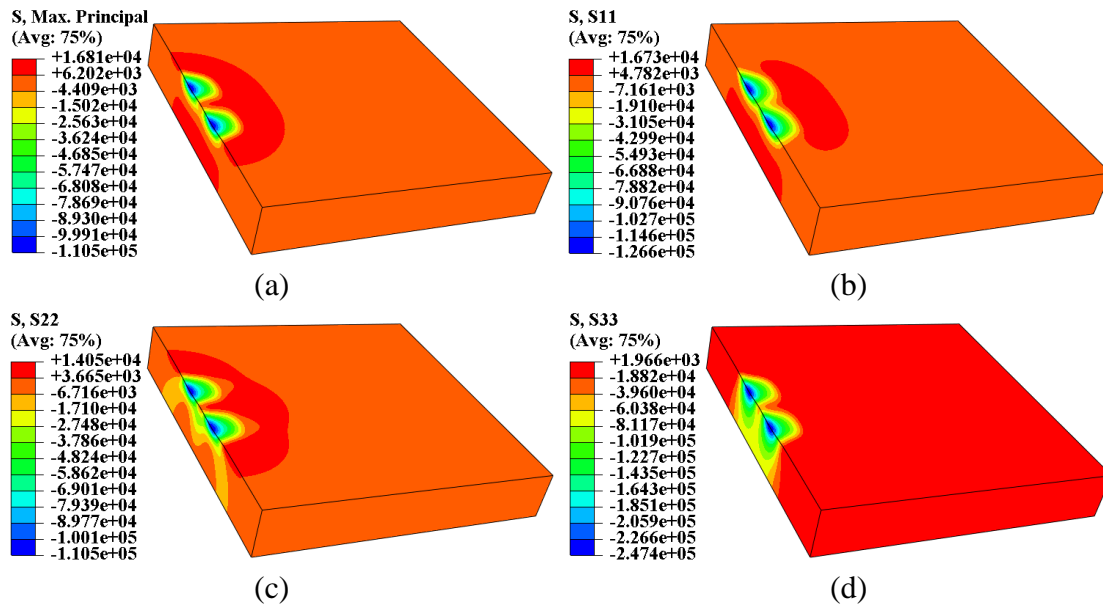 S, Max. Principal
(Avg: 75%)
+1.681e+04
+6.202e+03
-4.409e+03
-1.502e+04
-2.563e+04
-3.624e+04
-4.685e+04
-5.747e+04
-6.808e+04
-7.869e+04
-8.930e+04
-9.991e+04
-1.105e+05
(a)
S, S11
(Avg: 75%)
+1.673e+04
+4.782e+03
-7.161e+03
-1.910e+04
-3.105e+04
-4.299e+04
-5.493e+04
-6.688e+04
-7.882e+04
-9.076e+04
-1.027e+05
-1.146e+05
-1.266e+05
(b)
S, S22
(Avg: 75%)
+1.405e+04
+3.665e+03
-6.716e+03
-1.710e+04
-2.748e+04
-3.786e+04
-4.824e+04
-5.862e+04
-6.901e+04
-7.939e+04
-8.977e+04
-1.001e+05
-1.105e+05
(c)
S, S33
(Avg: 75%)
+1.966e+03
-1.882e+04
-3.960e+04
-6.038e+04
-8.117e+04
-1.019e+05
-1.227e+05
-1.435e+05
-1.643e+05
-1.851e+05
-2.059e+05
-2.266e+05
-2.474e+05
(d)